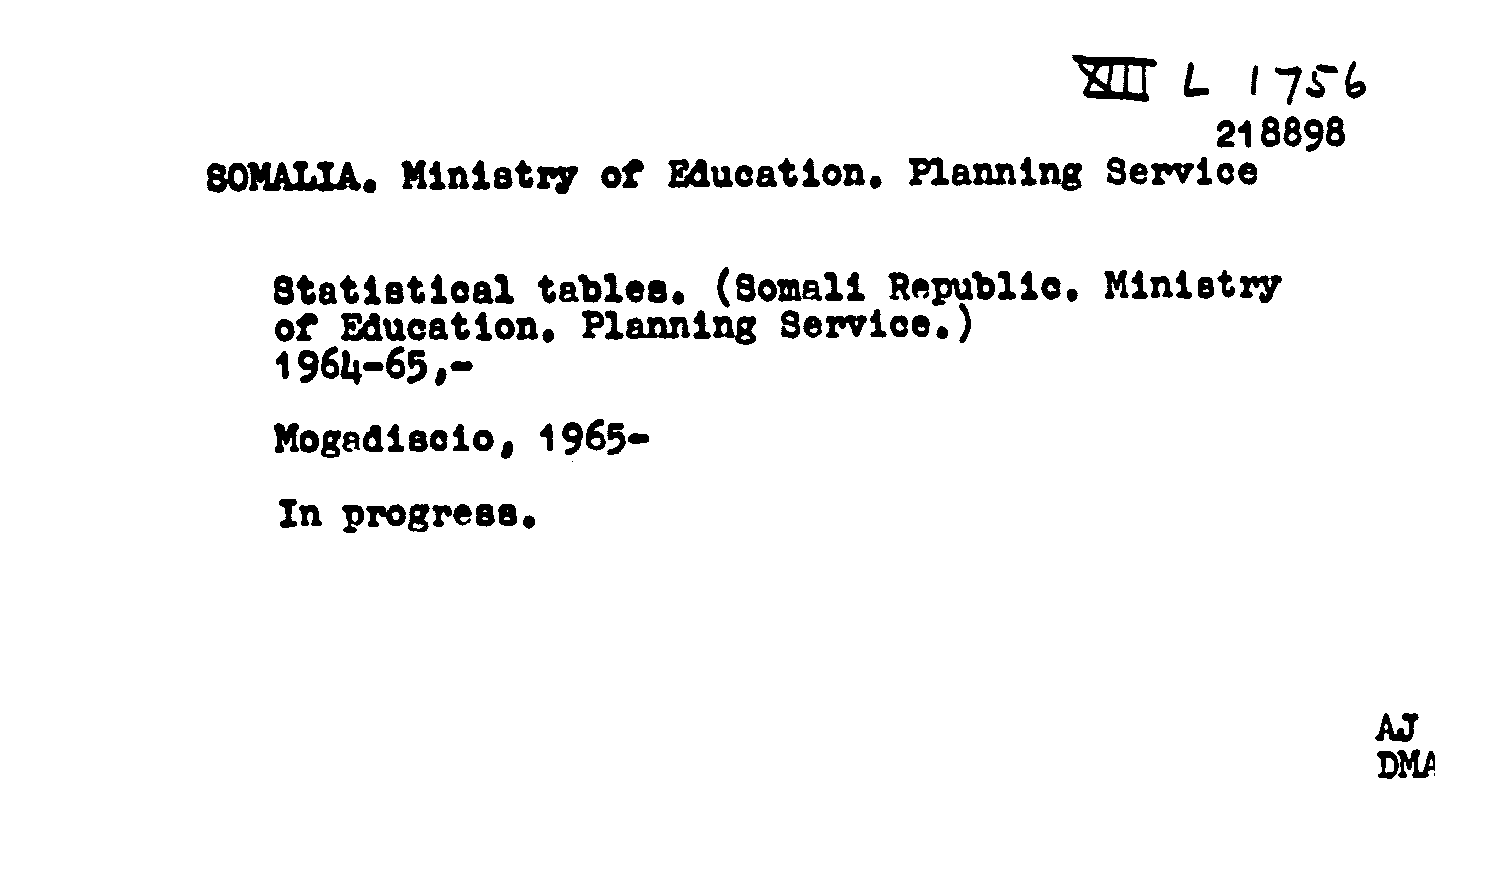 XIII L 1756
218898
SOMALIA. Ministry of Education. Planning Service
Statistical tables. (Somali Republic. Ministry
of Education. Planning Service.)
1964-65,-
Mogadiscio, 1965-
In progress.
AJ
DMA